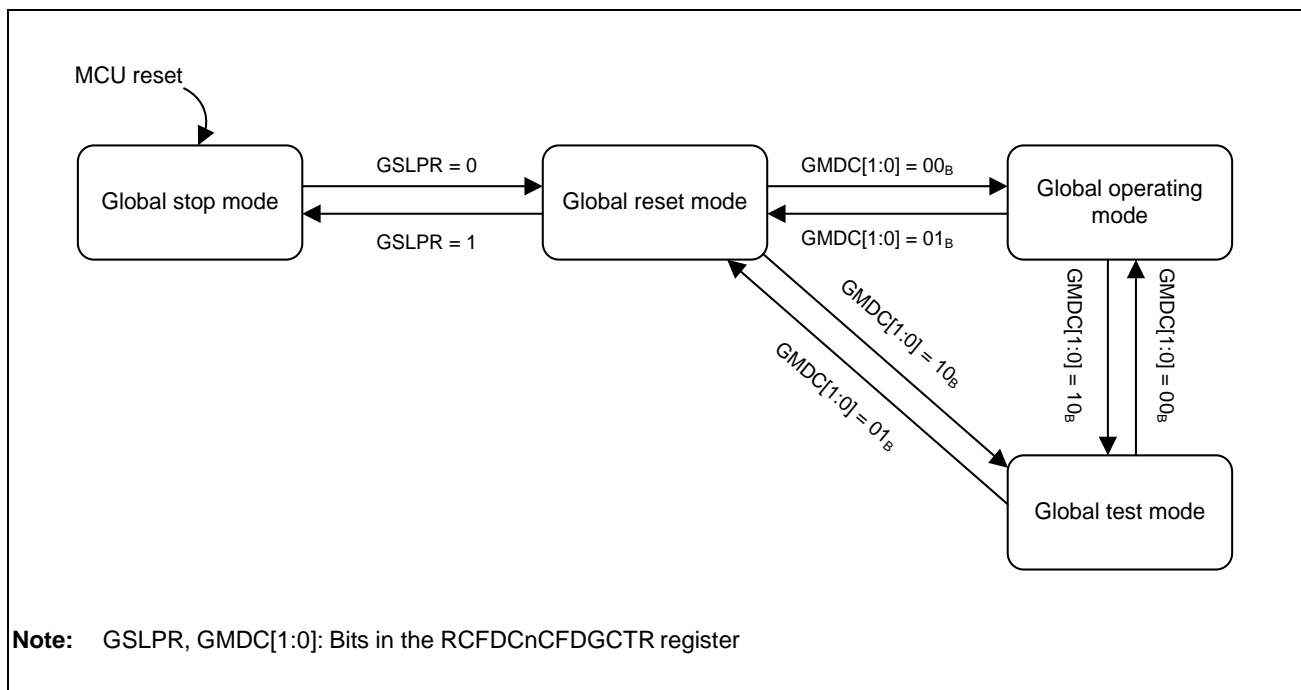 MCU reset
Global stop mode
GSLPR = 0
GSLPR = 1
Global reset mode
GMDC[1:0] = 00B
GMDC[1:0] = 01B
Global operating
mode
GMDC[1:0] = 10B
GMDC[1:0] = 01B
GMDC[1:0] = 10B
GMDC[1:0] = 00B
Global test mode
Note: GSLPR, GMDC[1:0]: Bits in the RCFDCnCFDGCTR register